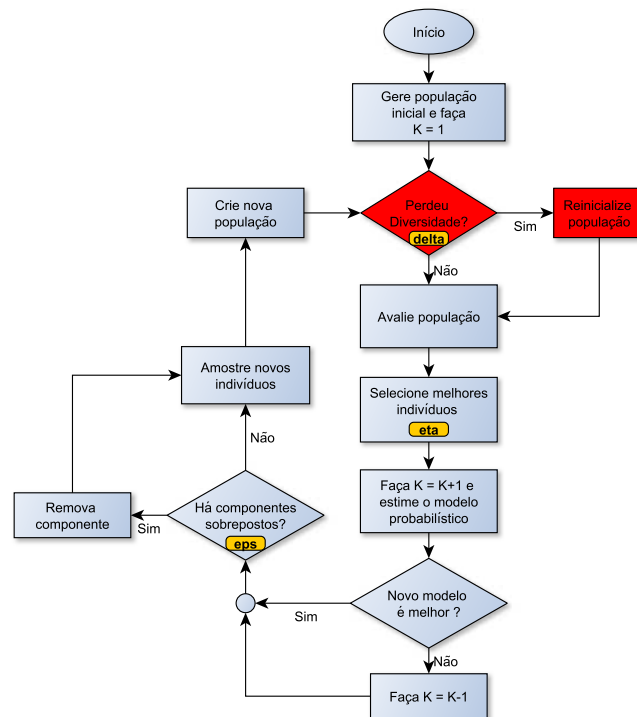 Início
Gere população
inicial e faça
K = 1
Perdeu
Diversidade?
delta
Sim
Reinicialize
população
Não
Crie nova
população
Avalie população
Selecione melhores
indivíduos
eta
Faça K = K+1 e
estime o modelo
probabilístico
Novo modelo
é melhor ?
Sim
Não
Faça K = K-1
Há componentes
sobrepostos?
eps
Sim
Não
Remova
componente
Amostre novos
indivíduos